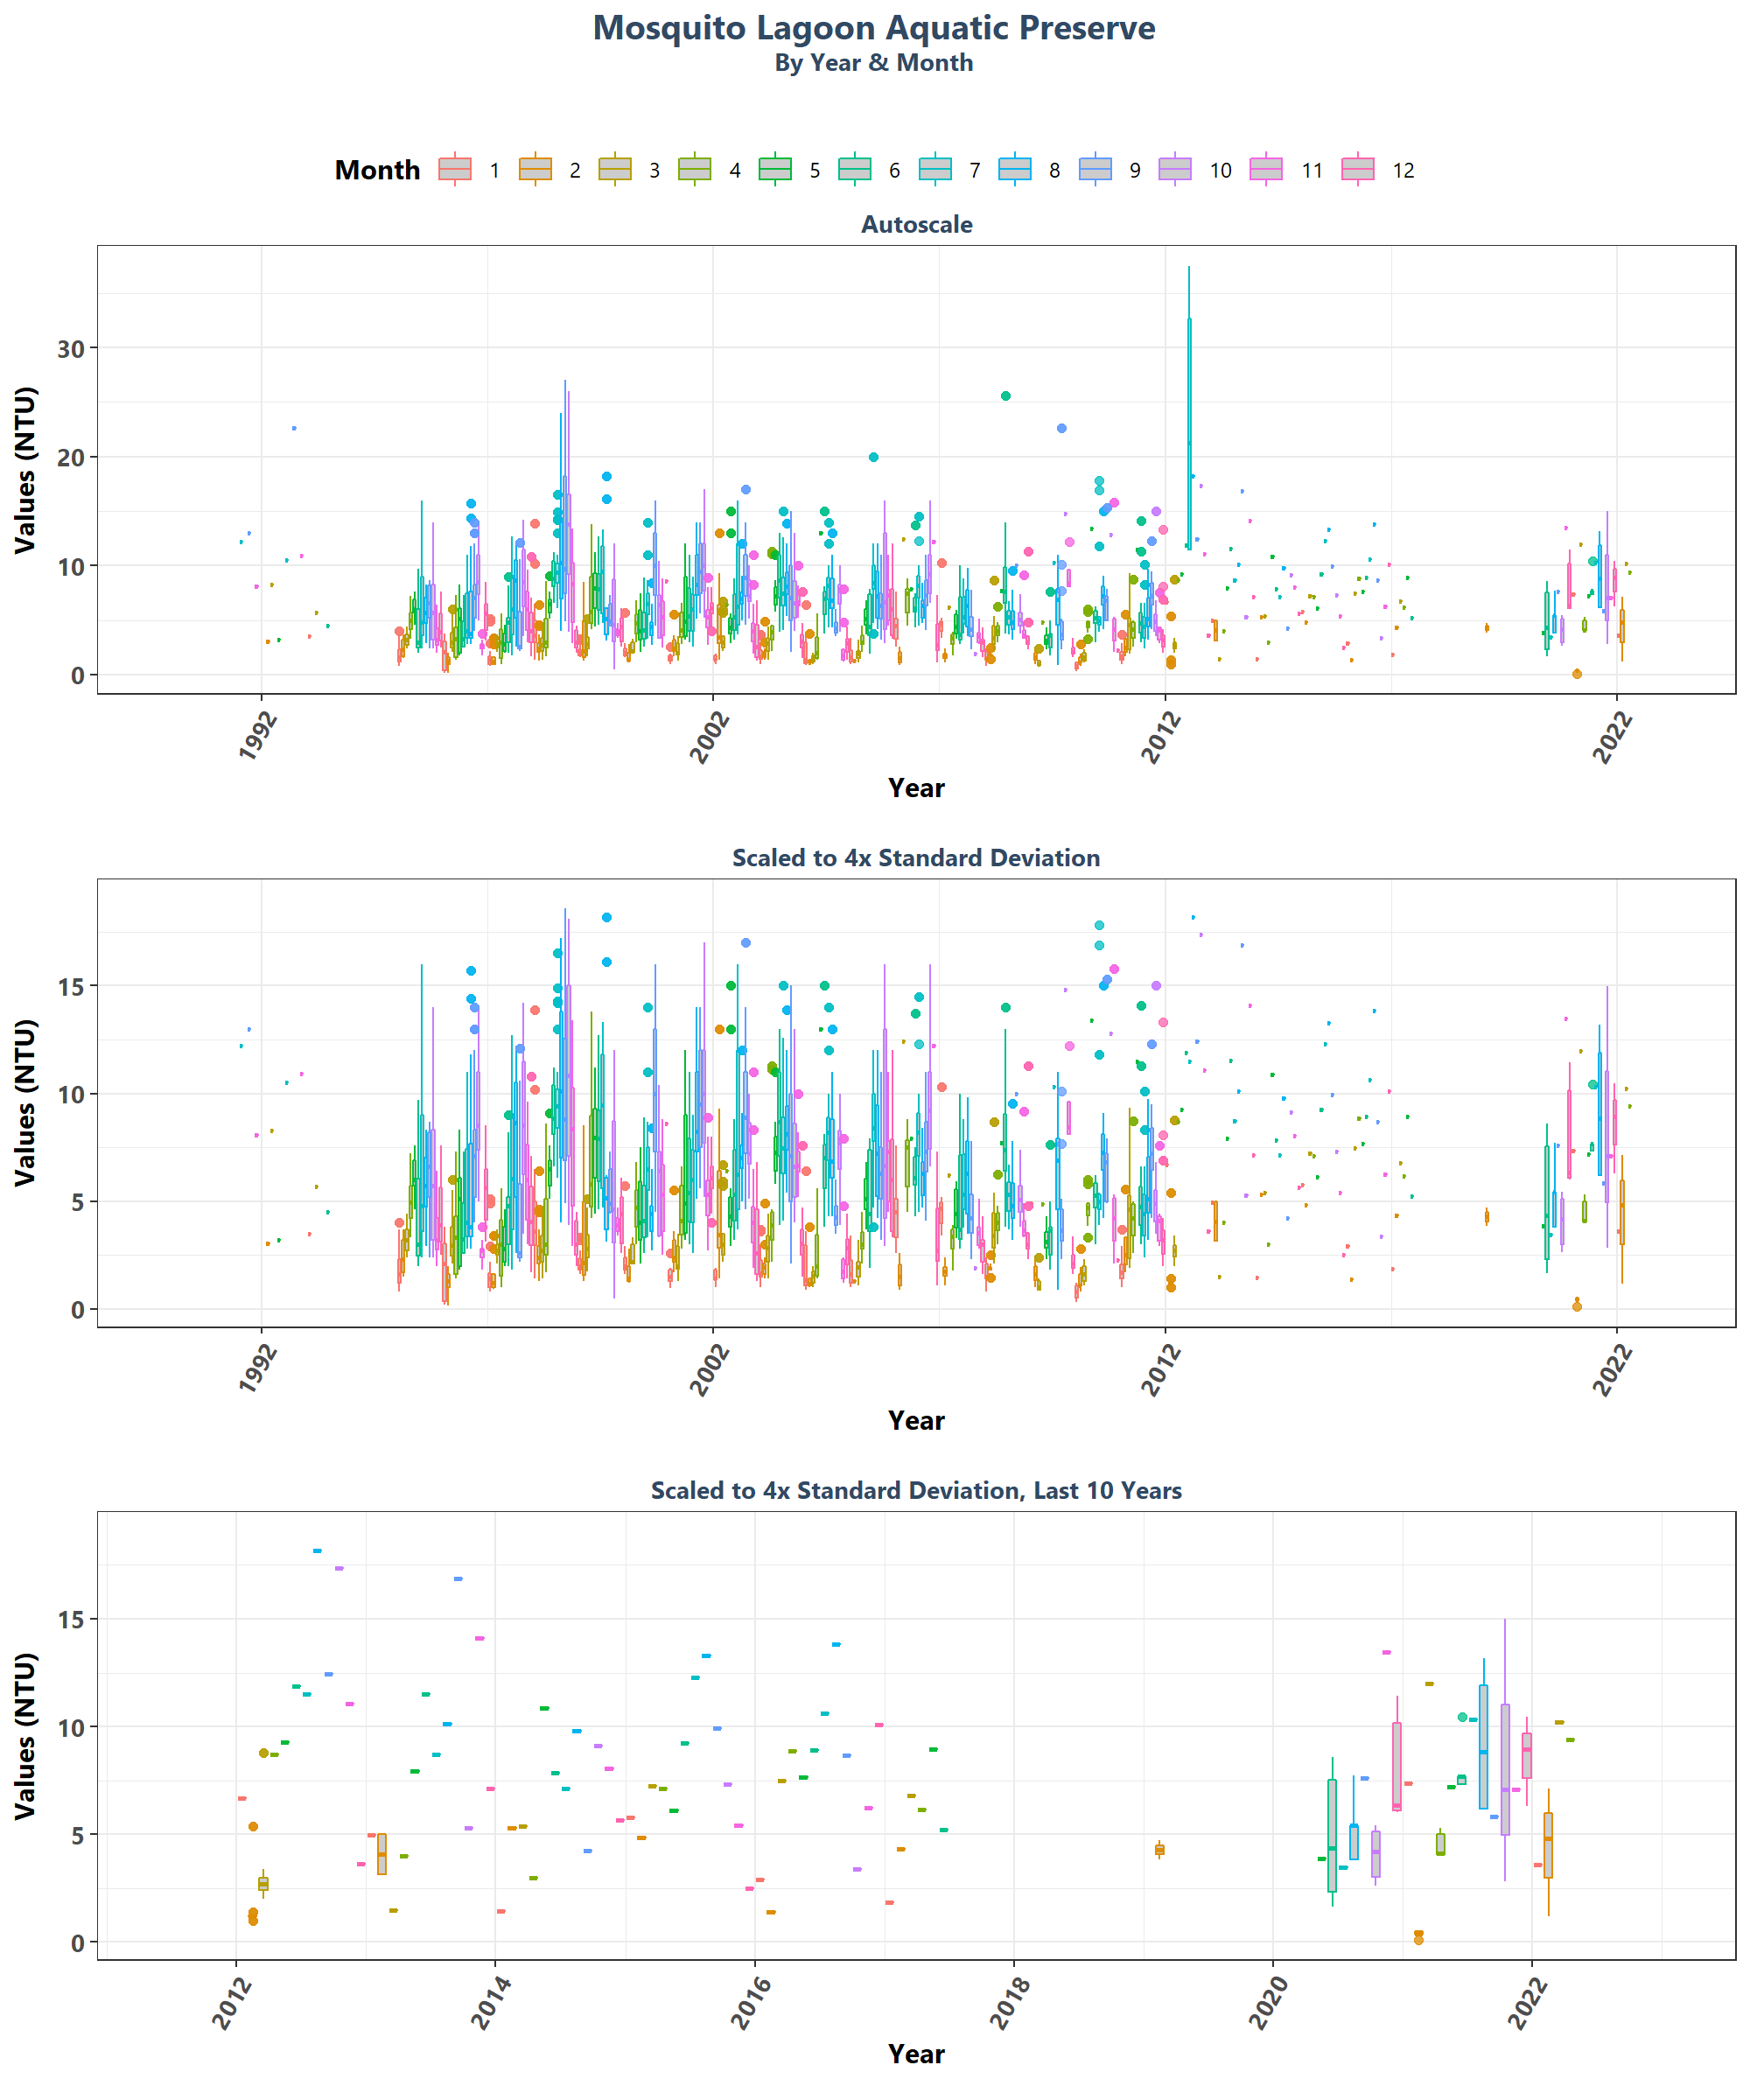 Mosquito Lagoon Aquatic Preserve
By Year & Month
Month 1 2 3 4 5 6 7 8 9 10 11 12
Autoscale
Values (NTU)
30
20
10
0
1992 2002 2012 2022
Year
Scaled to 4x Standard Deviation
Values (NTU)
15
10
5
0
1992 2002 2012 2022
Year
Scaled to 4x Standard Deviation, Last 10 Years
Values (NTU)
15
10
5
0
2012 2014 2016 2018 2020 2022
Year